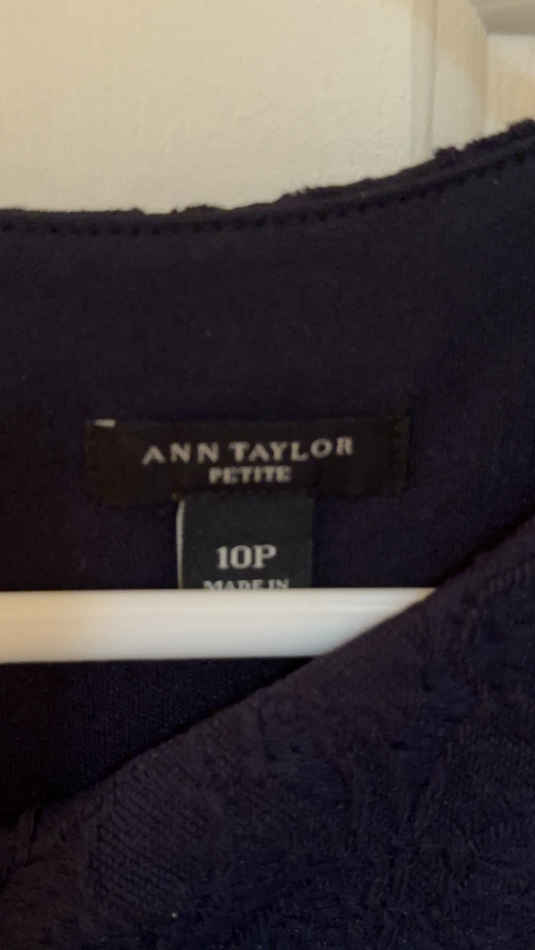 ANN TAYLOR
PETITE
10P
MADE IN